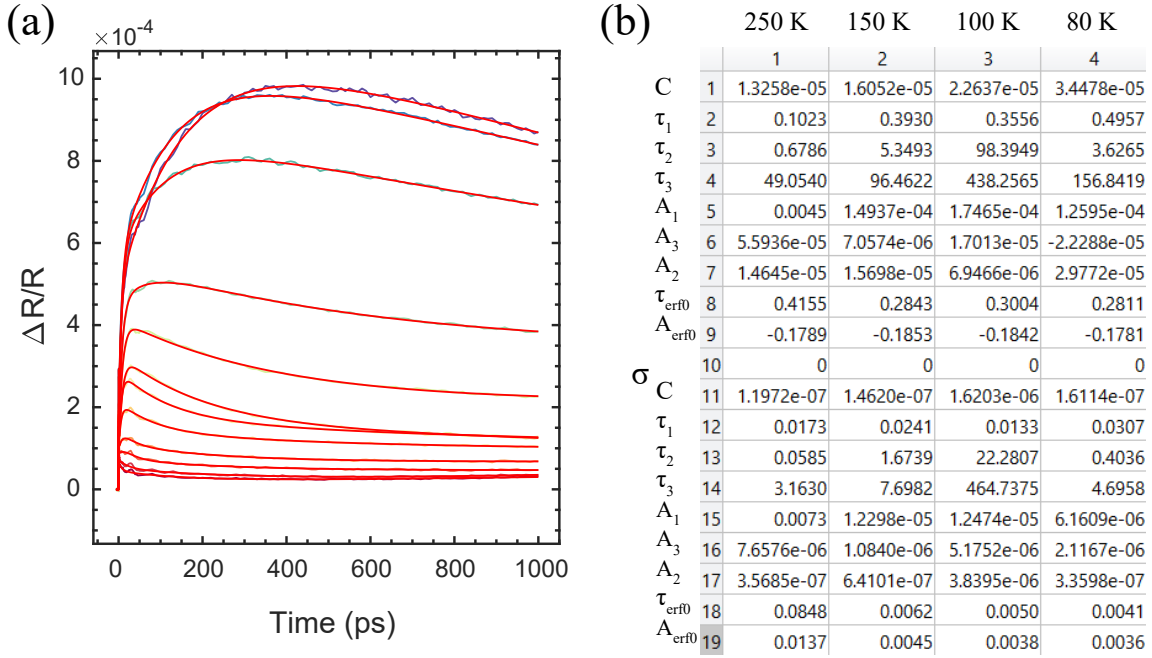 (a)
×10⁻⁴
10
8
6
4
2
0
ΔR/R
0 200 400 600 800 1000
Time (ps)
(b) 250 K 150 K 100 K 80 K
1 2 3 4
C 1 1.3258e-05 1.6052e-05 2.2637e-05 3.4478e-05
τ₁ 2 0.1023 0.3930 0.3556 0.4957
τ₂ 3 0.6786 5.3493 98.3949 3.6265
τ₃ 4 49.0540 96.4622 438.2565 156.8419
A₁ 5 0.0045 1.4937e-04 1.7465e-04 1.2595e-04
A₃ 6 5.5936e-05 7.0574e-06 1.7013e-05 -2.2288e-05
A₂ 7 1.4645e-05 1.5698e-05 6.9466e-06 2.9772e-05
τerf0 8 0.4155 0.2843 0.3004 0.2811
Aerf0 9 -0.1789 -0.1853 -0.1842 -0.1781
10 0 0 0 0
σ
C 11 1.1972e-07 1.4620e-07 1.6203e-06 1.6114e-07
τ₁ 12 0.0173 0.0241 0.0133 0.0307
τ₂ 13 0.0585 1.6739 22.2807 0.4036
τ₃ 14 3.1630 7.6982 464.7375 4.6958
A₁ 15 0.0073 1.2298e-05 1.2474e-05 6.1609e-06
A₃ 16 7.6576e-06 1.0840e-06 5.1752e-06 2.1167e-06
A₂ 17 3.5685e-07 6.4101e-07 3.8395e-06 3.3598e-07
τerf0 18 0.0848 0.0062 0.0050 0.0041
Aerf0 19 0.0137 0.0045 0.0038 0.0036